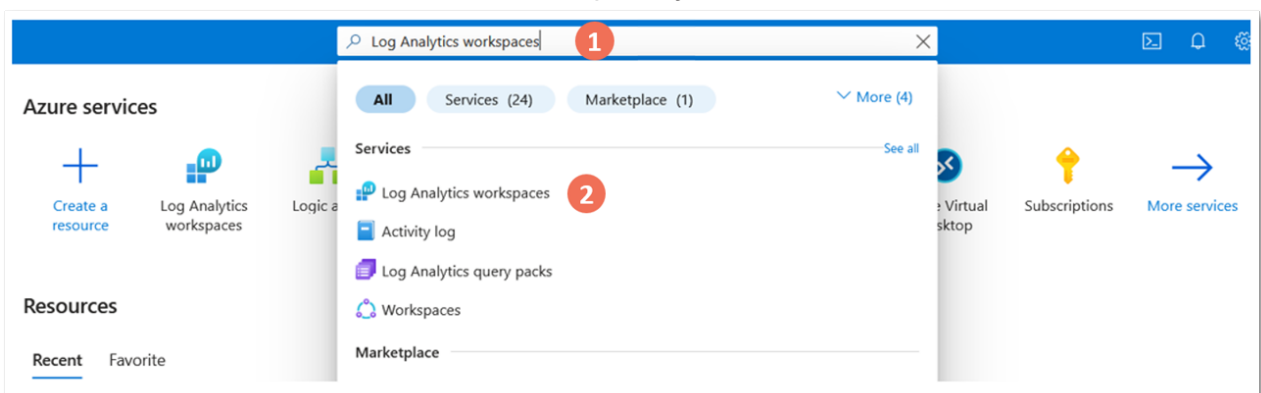 Log Analytics workspaces
1
All
Services (24)
Marketplace (1)
More (4)
Azure services
Services
See all
Create a
resource
Log Analytics
workspaces
Logic a
Log Analytics workspaces
2
Activity log
Log Analytics query packs
Workspaces
Marketplace
Virtual
sktop
Subscriptions
More services
Resources
Recent
Favorite